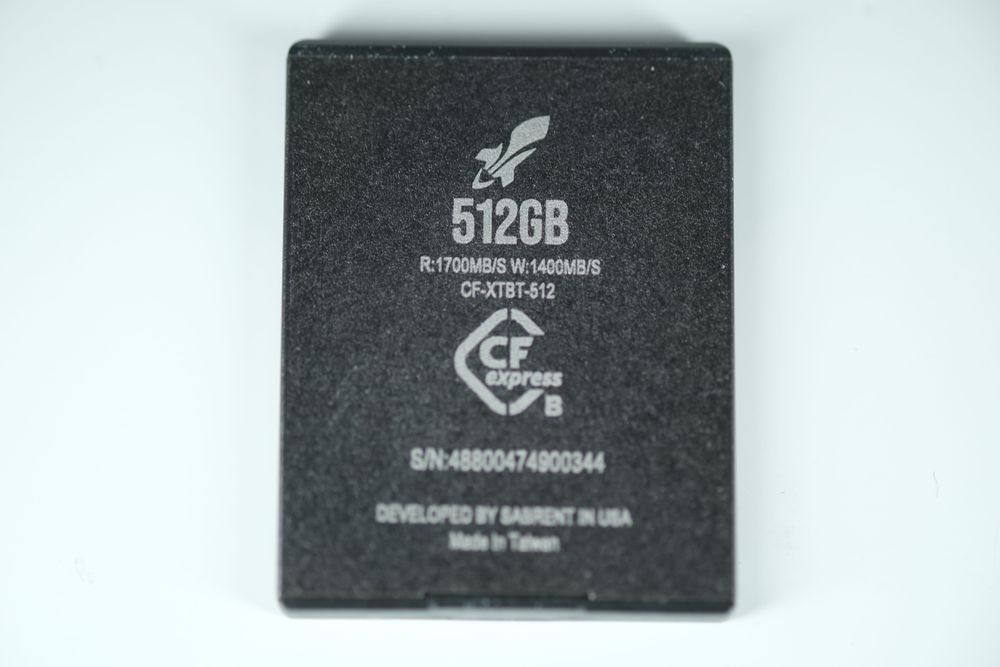 512GB
R:1700MB/S W:1400MB/S
CF-XTBT-512
CF
express
B
S/N:48800474900344
DEVELOPED BY SABRENT IN USA
Made In Taiwan